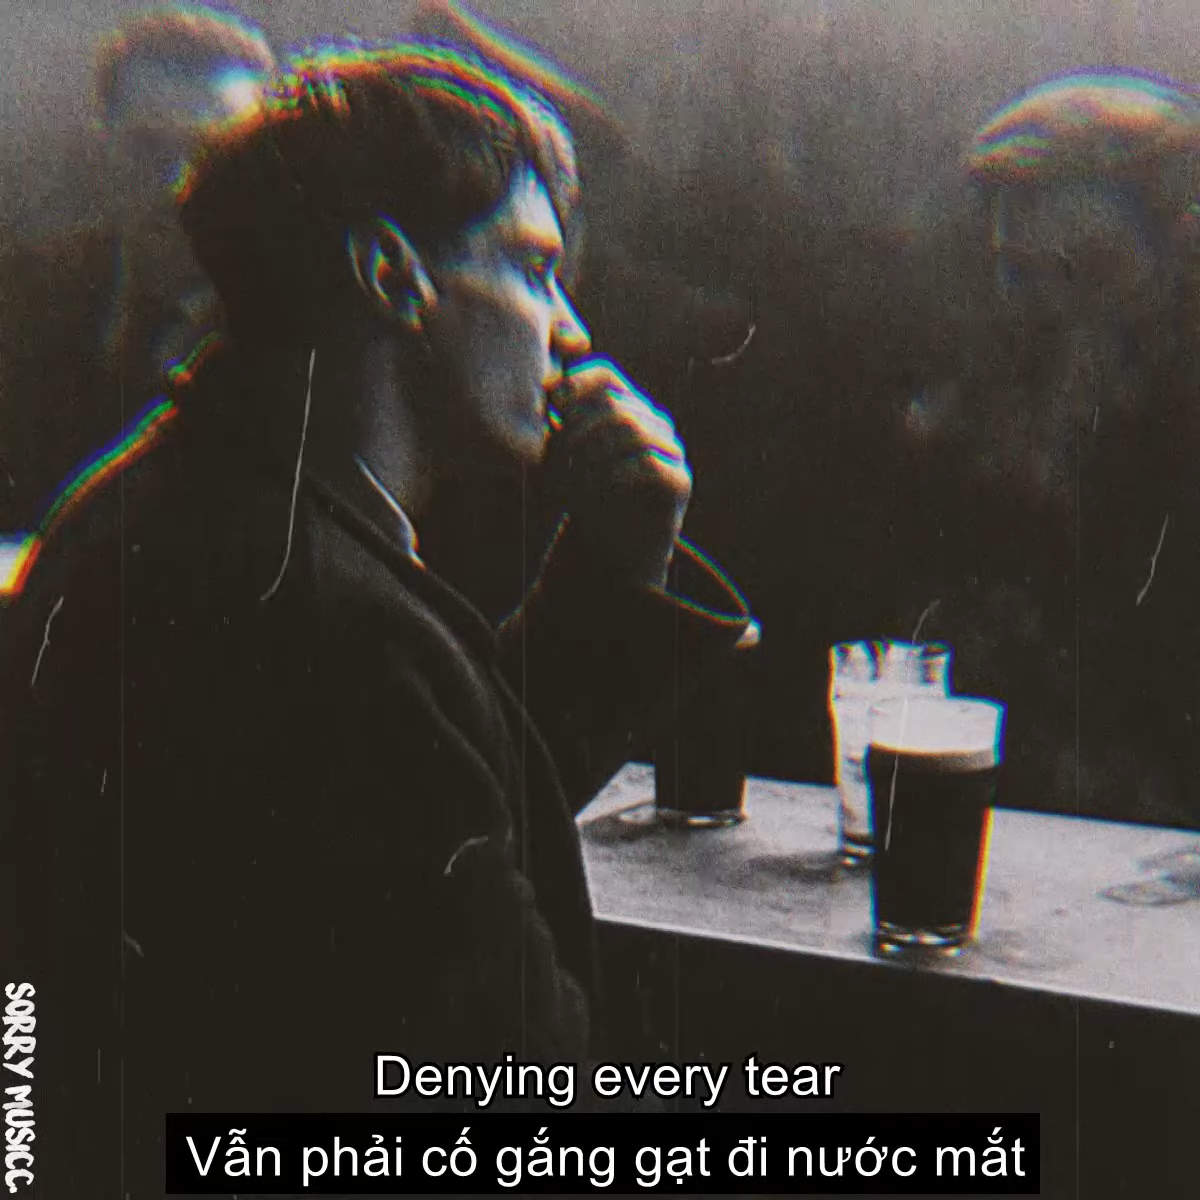 Denying every tear
Vẫn phải cố gắng gạt đi nước mắt
SORRY MUSICC.